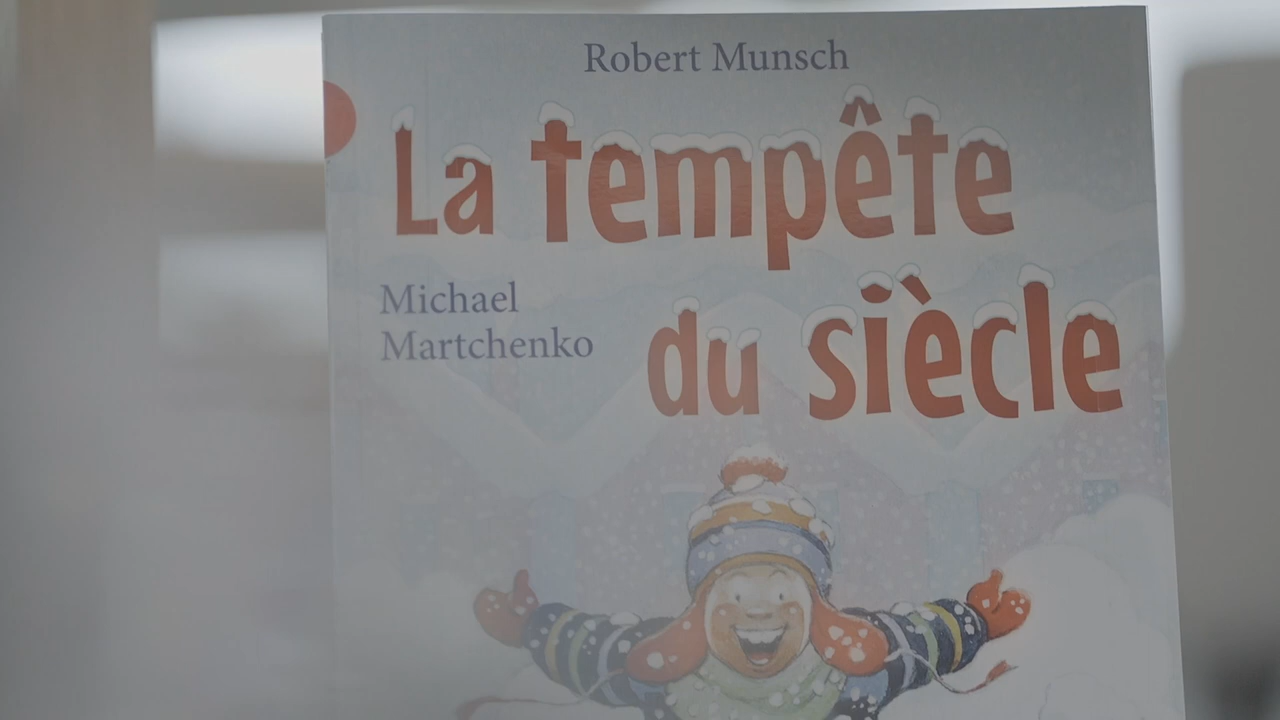 Robert Munsch
La tempête
Michael
Martchenko
du siècle